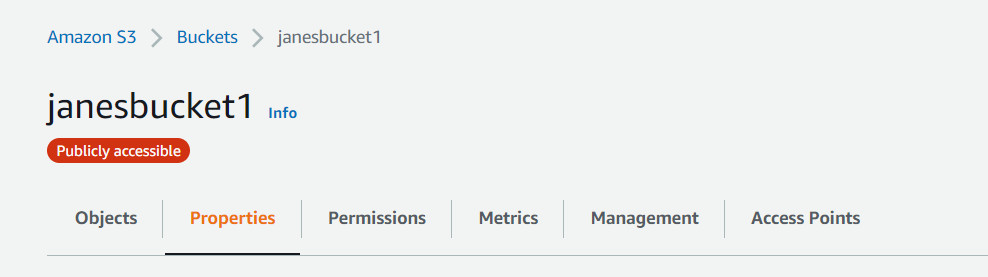 Amazon S3 > Buckets > janesbucket1
janesbucket1 Info
Publicly accessible
Objects Properties Permissions Metrics Management Access Points